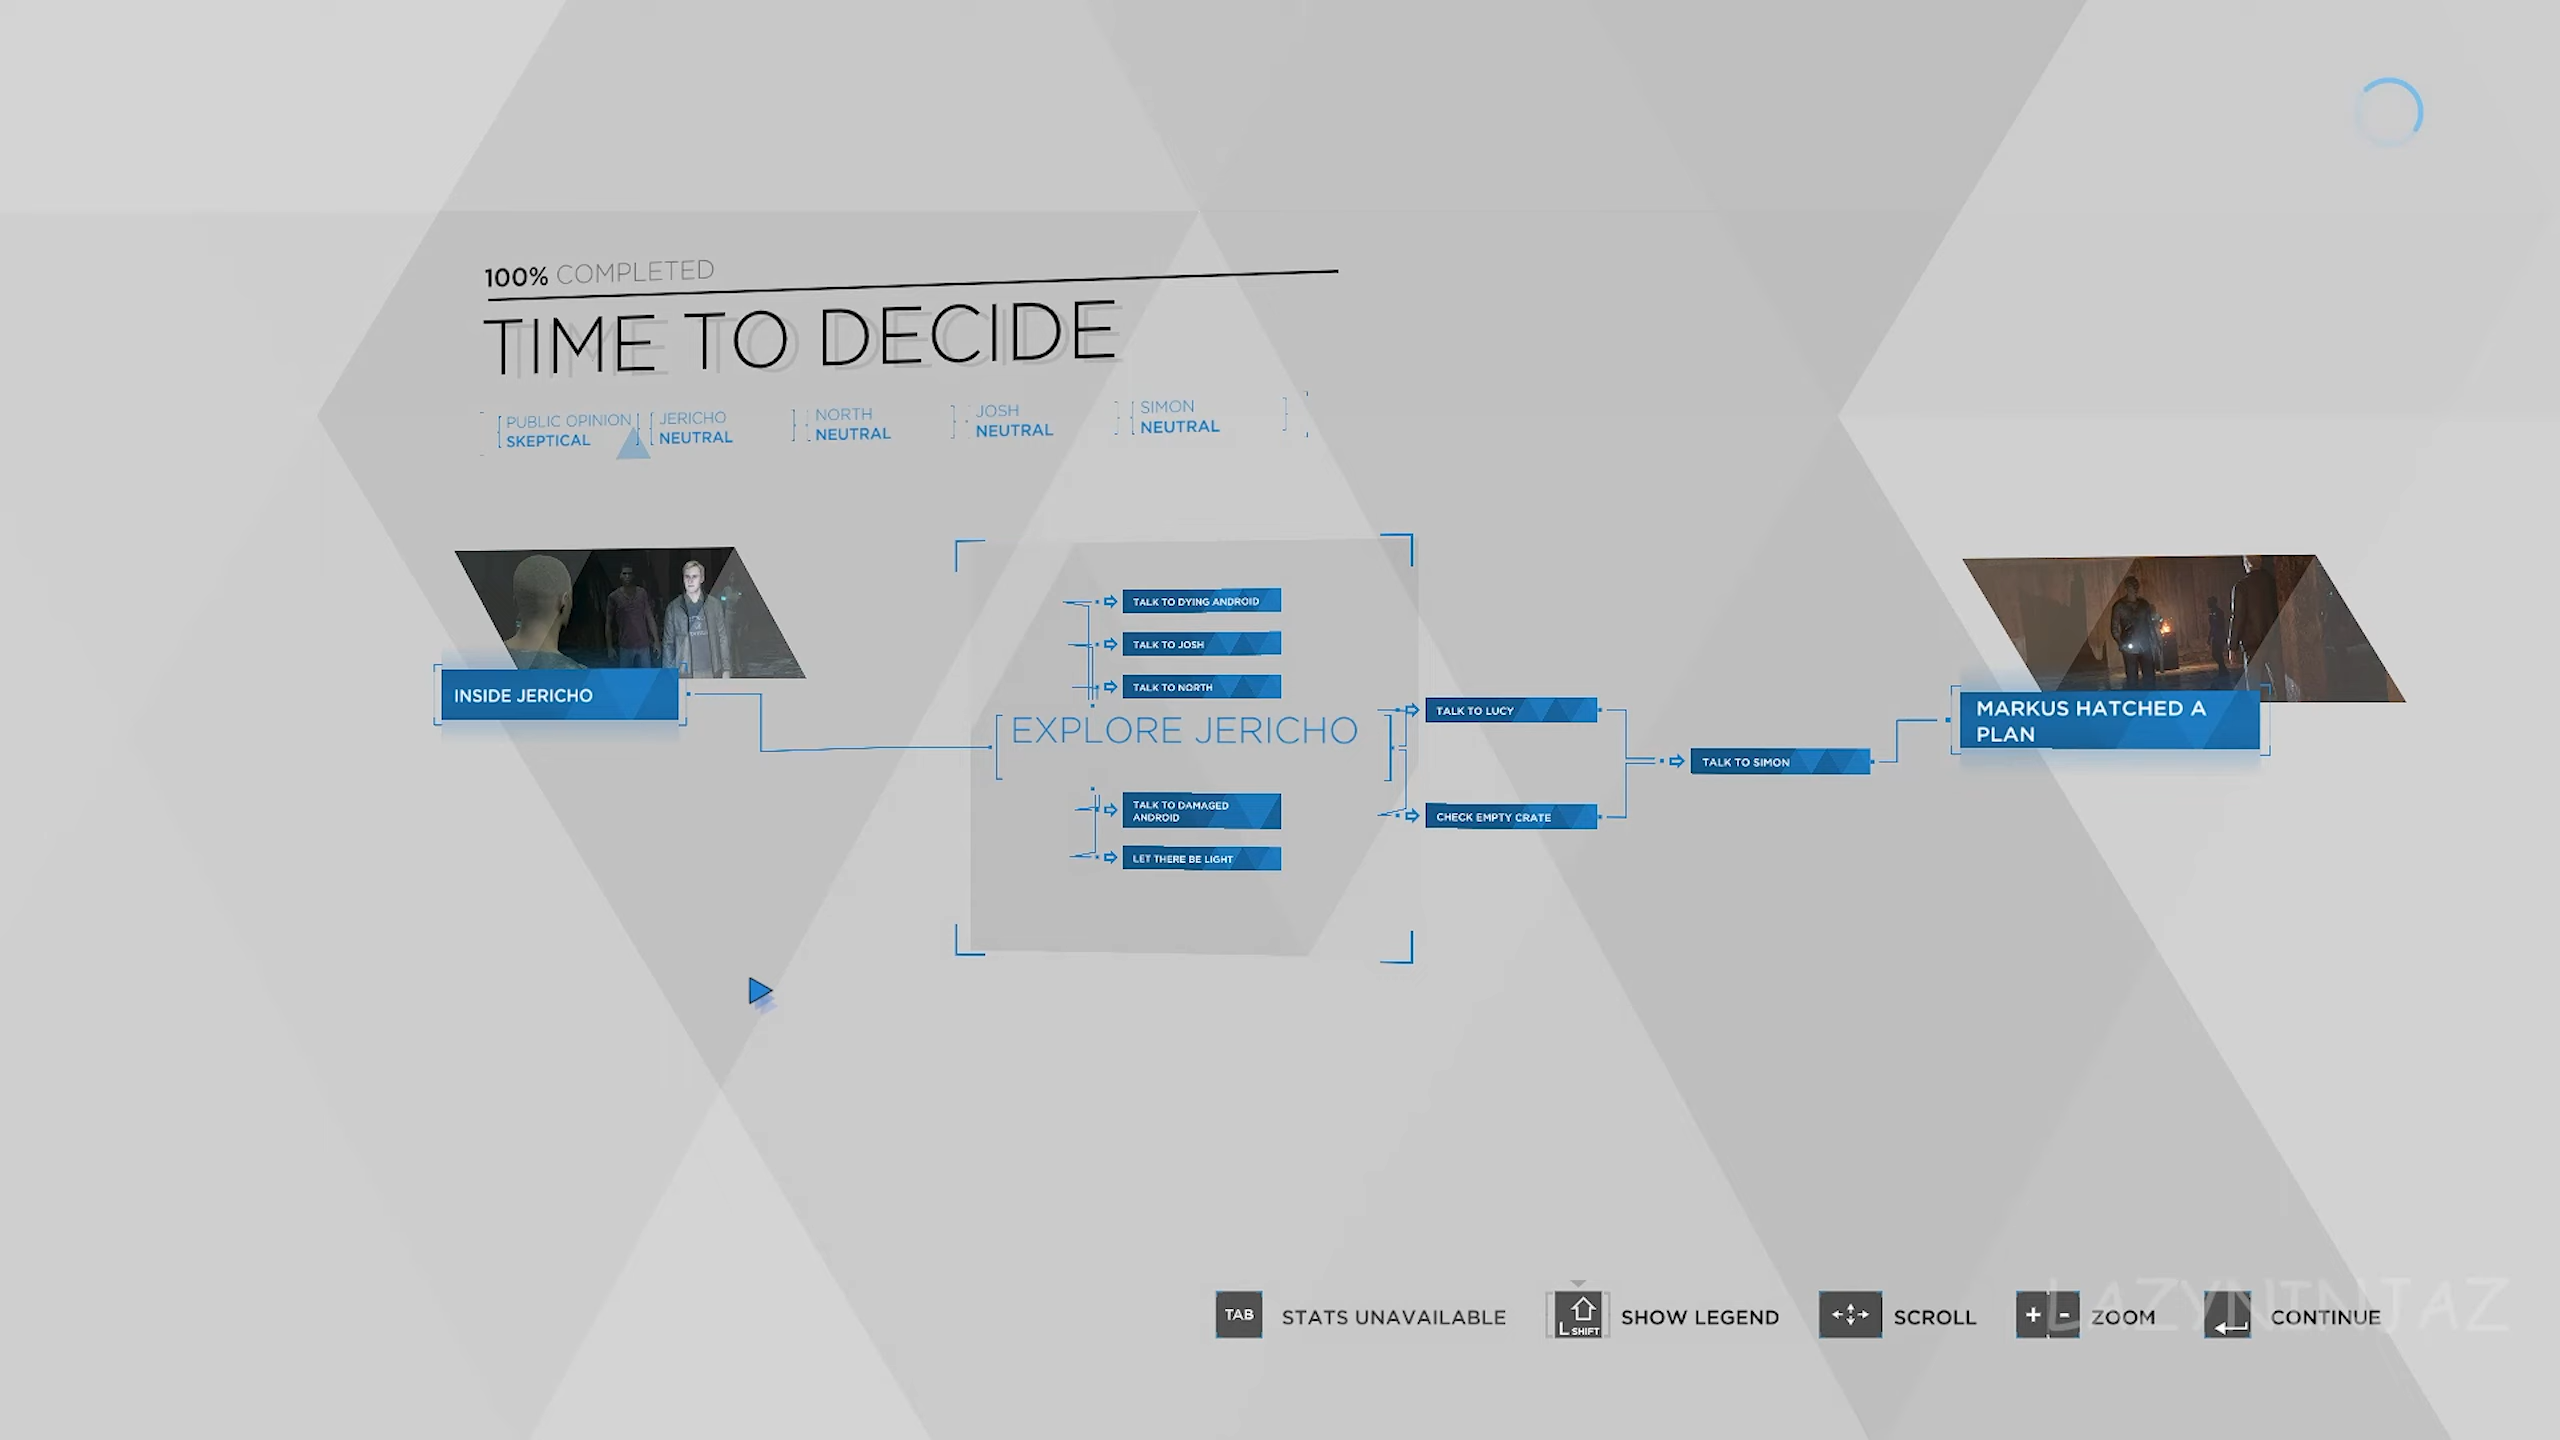 100% COMPLETED
TIME TO DECIDE
PUBLIC OPINION
SKEPTICAL
JERICHO
NEUTRAL
NORTH
NEUTRAL
JOSH
NEUTRAL
SIMON
NEUTRAL
INSIDE JERICHO
TALK TO DYING ANDROID
TALK TO JOSH
TALK TO NORTH
EXPLORE JERICHO
TALK TO DAMAGED
ANDROID
LET THERE BE LIGHT
TALK TO LUCY
CHECK EMPTY CRATE
TALK TO SIMON
MARKUS HATCHED A
PLAN
TAB STATS UNAVAILABLE
L SHIFT SHOW LEGEND
SCROLL
+ - ZOOM
CONTINUE
LAZYNINJAZ